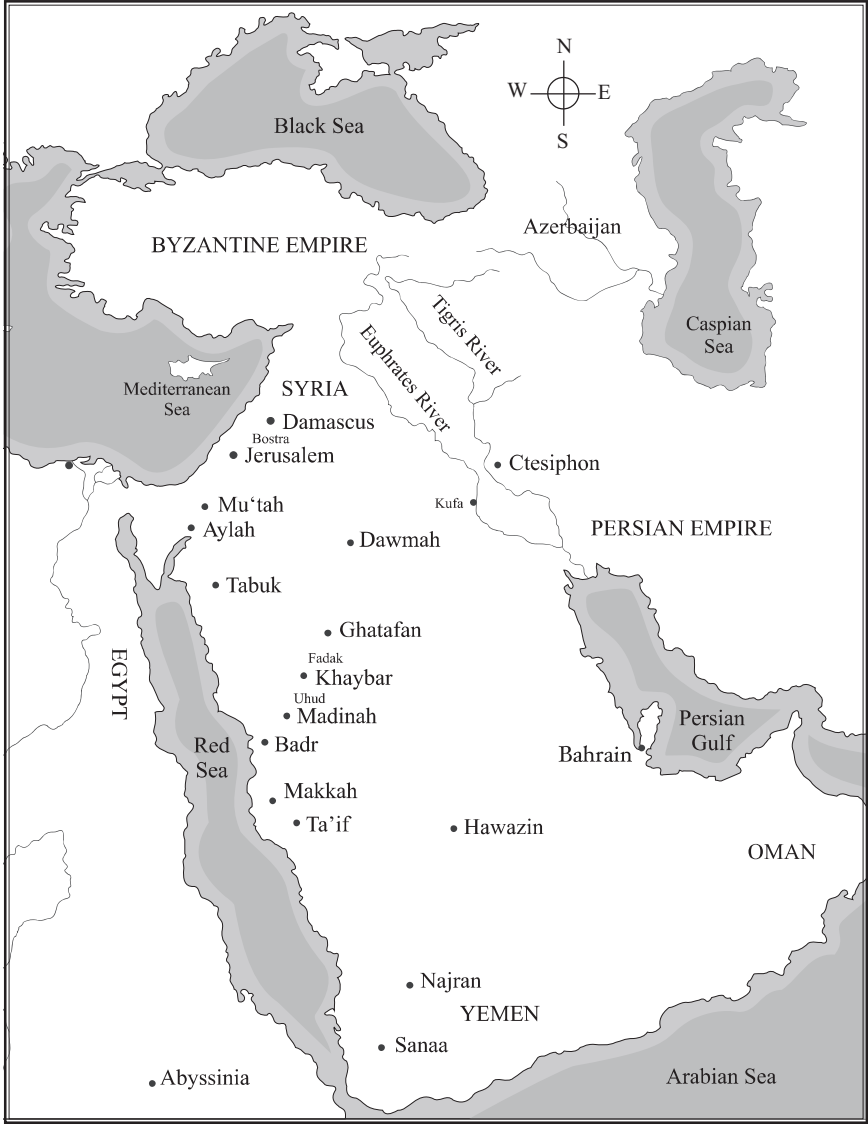 N
W
E
S
Black Sea
Azerbaijan
BYZANTINE EMPIRE
Tigris River
Caspian
Sea
Euphrates River
Mediterranean
Sea
SYRIA
Damascus
Bostra
Jerusalem
Ctesiphon
Mu‘tah
Kufa
Aylah
Dawmah
PERSIAN EMPIRE
Tabuk
Ghatafan
EGYPT
Fadak
Khaybar
Uhud
Madinah
Persian
Gulf
Badr
Red
Sea
Bahrain
Makkah
Ta’if
Hawazin
OMAN
Najran
YEMEN
Sanaa
Abyssinia
Arabian Sea